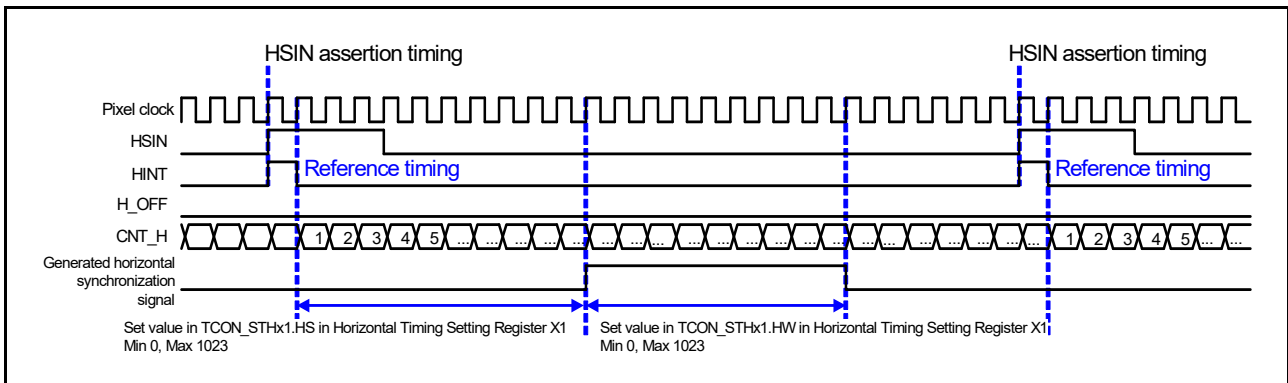 HSIN assertion timing HSIN assertion timing
Pixel clock
HSIN
HINT Reference timing Reference timing
H_OFF
CNT_H 1 2 3 4 5 ... ... ... ... ... ... ... ... ... ... ... ... ... ... ... ... ... ... ... ... ... 1 2 3 4 5 ... ...
Generated horizontal
synchronization
signal
Set value in TCON_STHx1.HS in Horizontal Timing Setting Register X1
Min 0, Max 1023
Set value in TCON_STHx1.HW in Horizontal Timing Setting Register X1
Min 0, Max 1023